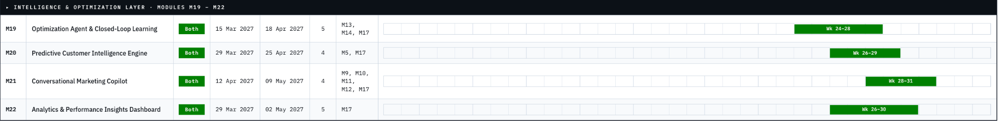 ▸ INTELLIGENCE & OPTIMIZATION LAYER · MODULES M19 – M22
M19 Optimization Agent & Closed-Loop Learning Both 15 Mar 2027 18 Apr 2027 5 M13, M14, M17 Wk 24–28
M20 Predictive Customer Intelligence Engine Both 29 Mar 2027 25 Apr 2027 4 M5, M17 Wk 26–29
M21 Conversational Marketing Copilot Both 12 Apr 2027 09 May 2027 4 M9, M10, M11, M12, M17 Wk 28–31
M22 Analytics & Performance Insights Dashboard Both 29 Mar 2027 02 May 2027 5 M17 Wk 26–30